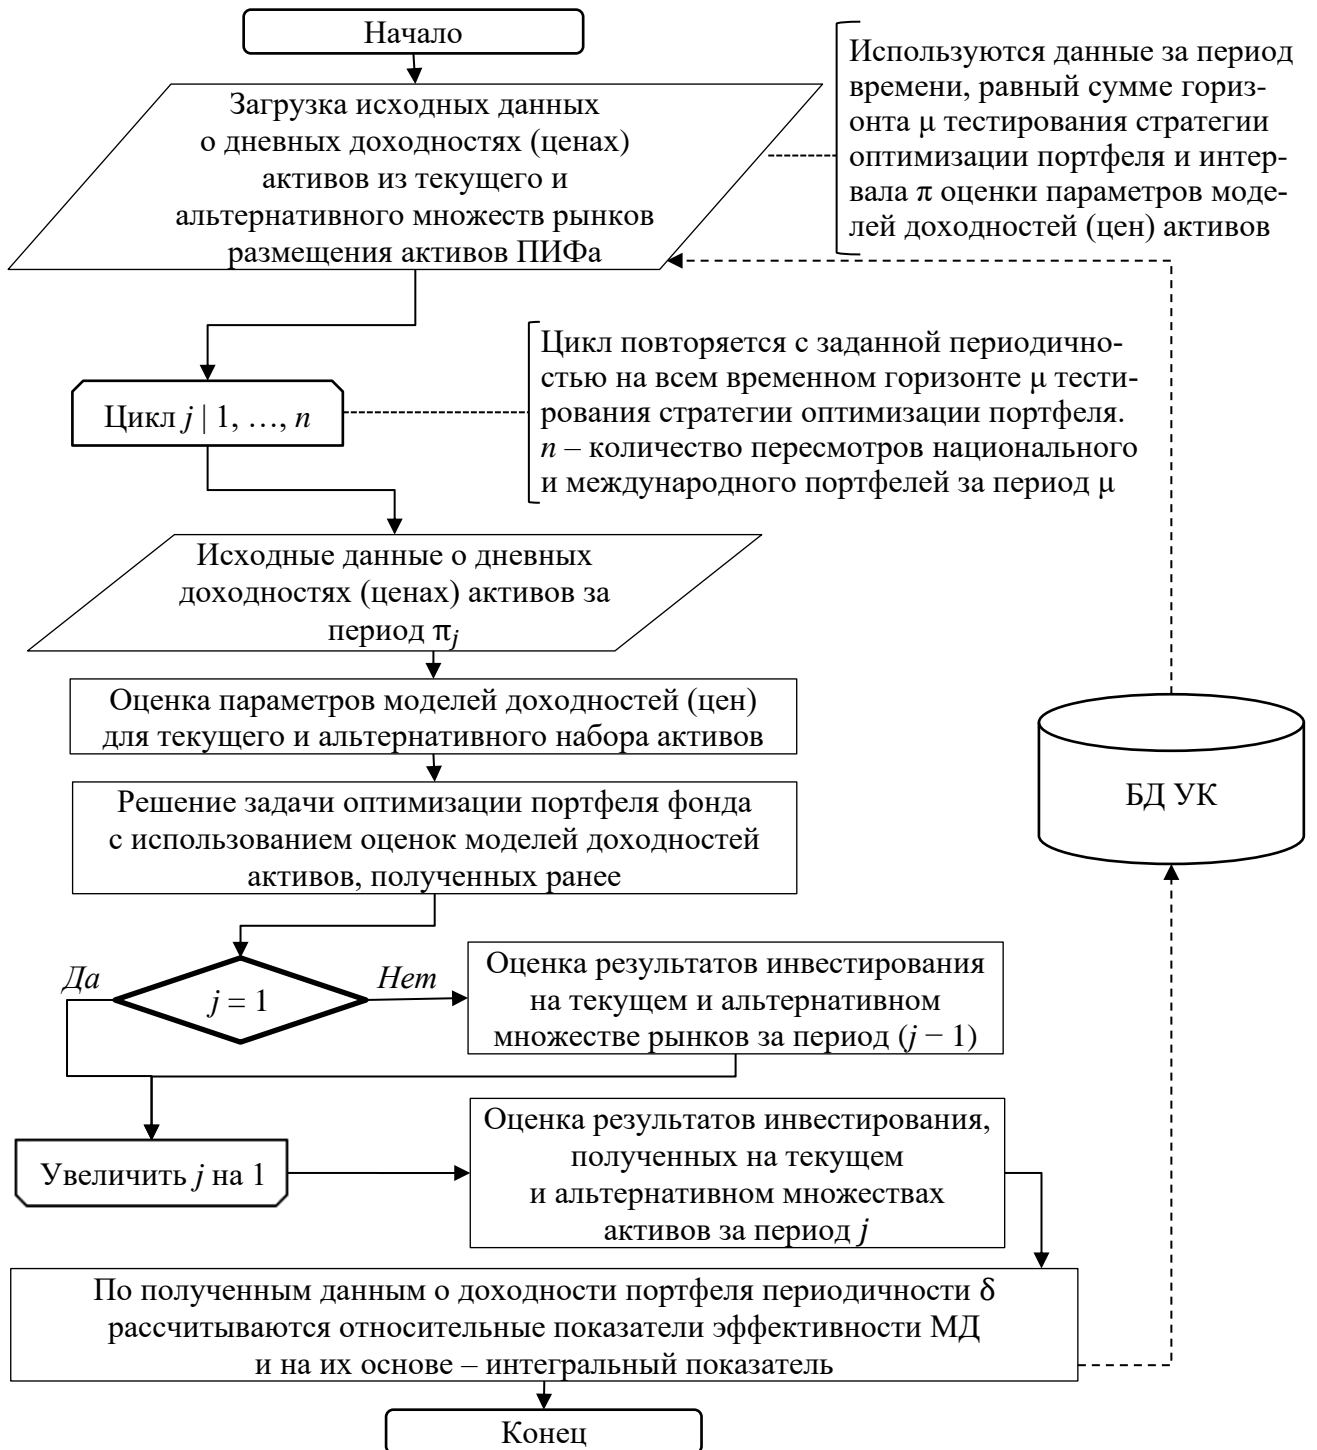 Начало
Загрузка исходных данных
о дневных доходностях (ценах)
активов из текущего и
альтернативного множеств рынков
размещения активов ПИФа
Используются данные за период
времени, равный сумме гориз-
онта μ тестирования стратегии
оптимизации портфеля и интер-
вала π оценки параметров моде-
лей доходностей (цен) активов
Цикл j | 1, …, n
Цикл повторяется с заданной периодично-
стью на всем временном горизонте μ тести-
рования стратегии оптимизации портфеля.
n – количество пересмотров национального
и международного портфелей за период μ
Исходные данные о дневных
доходностях (ценах) активов за
период πj
Оценка параметров моделей доходностей (цен)
для текущего и альтернативного набора активов
Решение задачи оптимизации портфеля фонда
с использованием оценок моделей доходностей
активов, полученных ранее
БД УК
Да
j = 1
Нет
Оценка результатов инвестирования
на текущем и альтернативном
множестве рынков за период (j − 1)
Увеличить j на 1
Оценка результатов инвестирования,
полученных на текущем
и альтернативном множествах
активов за период j
По полученным данным о доходности портфеля периодичности δ
рассчитываются относительные показатели эффективности МД
и на их основе – интегральный показатель
Конец